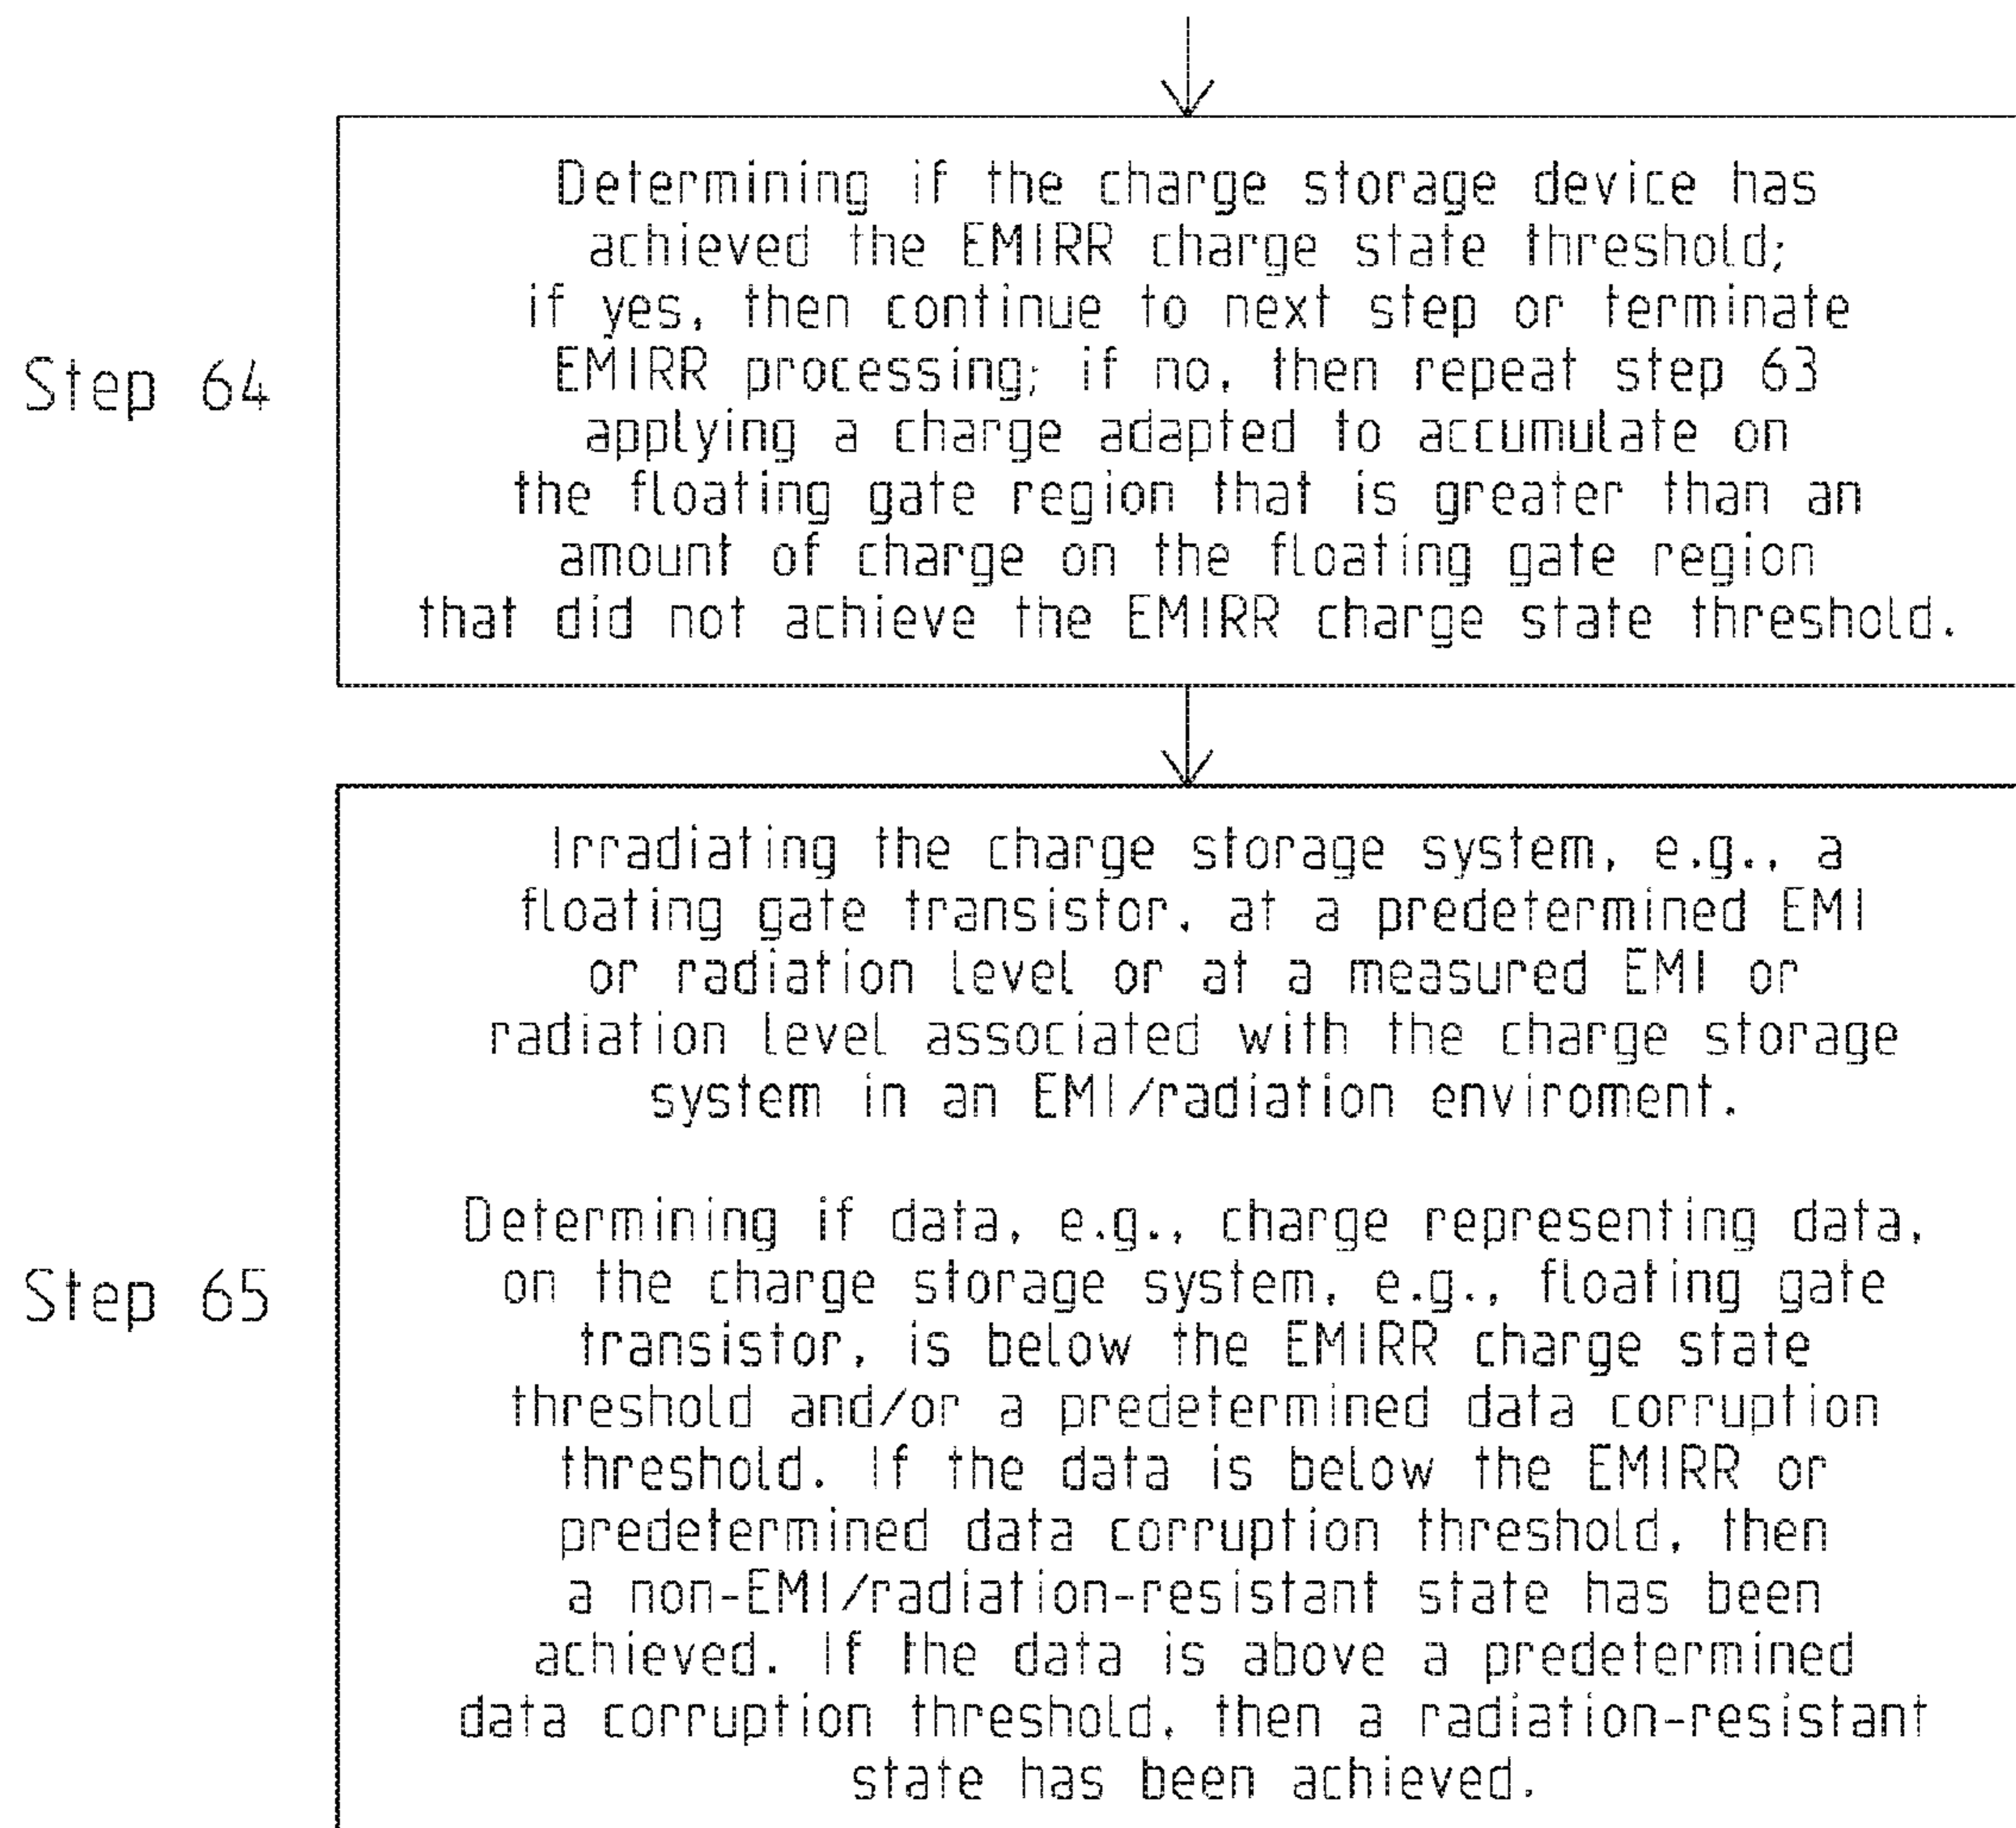 Determining if the charge storage device has
achieved the EMIRR charge state threshold;
if yes, then continue to next step or terminate
Step 64
EMIRR processing; if no, then repeat step 63
applying a charge adapted to accumulate on
the floating gate region that is greater than an
amount of charge on the floating gate region
that did not achieve the EMIRR charge state threshold.
Irradiating the charge storage system, e.g., a
floating gate transistor, at a predetermined EMI
or radiation level or at a measured EMI or
radiation level associated with the charge storage
system in an EMI/radiation enviroment.
Determining if data, e.g., charge representing data,
Step 65
on the charge storage system, e.g., floating gate
transistor, is below the EMIRR charge state
threshold and/or a predetermined data corruption
threshold. If the data is below the EMIRR or
predetermined data corruption threshold, then
a non-EMI/radiation-resistant state has been
achieved. If the data is above a predetermined
data corruption threshold, then a radiation-resistant
state has been achieved.